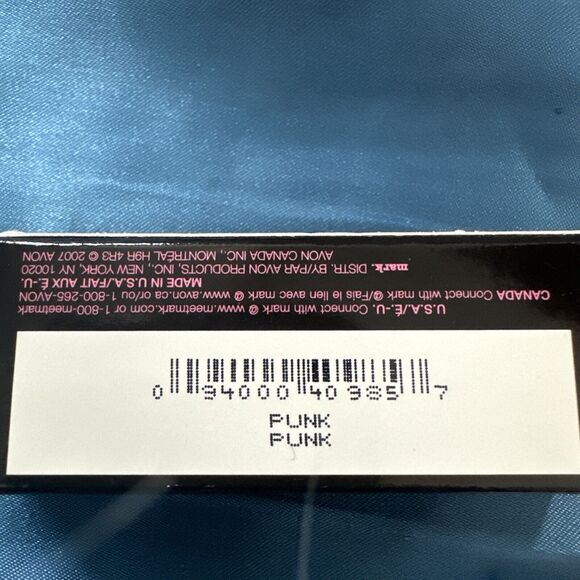 U.S.A./É.-U. Connect with mark @ www.meetmark.com or 1-800-meetmark
CANADA Connect with mark @/Fais le lien avec mark @ www.avon.ca or/ou 1-800-265-AVON
MADE IN U.S.A./FAIT AUX É.-U.
mark. DISTR. BY/PAR AVON PRODUCTS, INC., NEW YORK, NY 10020
AVON CANADA INC., MONTRÉAL H9R 4R3 © 2007 AVON
0 94000 40985 7
PUNK
PUNK